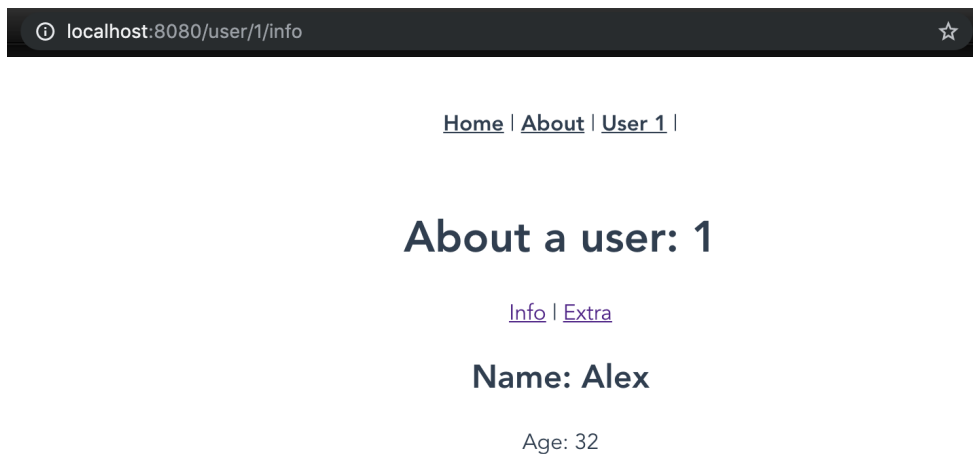 localhost:8080/user/1/info
Home | About | User 1 |
About a user: 1
Info | Extra
Name: Alex
Age: 32